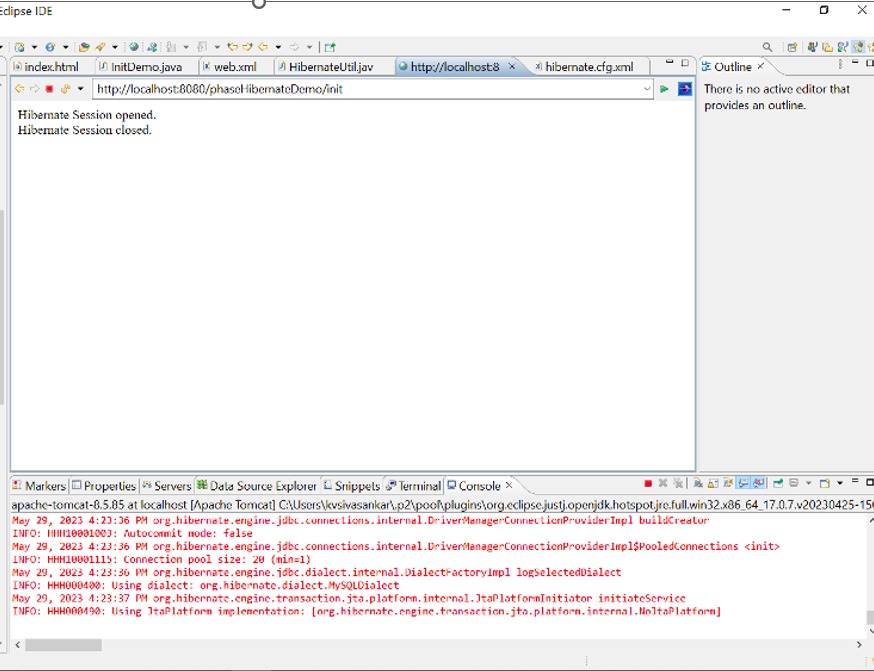 Eclipse IDE
index.html InitDemo.java web.xml HibernateUtil.jav http://localhost:8 hibernate.cfg.xml Outline
http://localhost:8080/phaseHibernateDemo/init
There is no active editor that
provides an outline.
Hibernate Session opened.
Hibernate Session closed.
Markers Properties Servers Data Source Explorer Snippets Terminal Console
apache-tomcat-8.5.85 at localhost [Apache Tomcat] C:\Users\kvsivasankar\.p2\pool\plugins\org.eclipse.justj.openjdk.hotspot.jre.full.win32.x86_64_17.0.7.v20230425-150
May 29, 2023 4:23:36 PM org.hibernate.engine.jdbc.connections.internal.DriverManagerConnectionProviderImpl buildCreator
INFO: HHH10001003: Autocommit mode: false
May 29, 2023 4:23:36 PM org.hibernate.engine.jdbc.connections.internal.DriverManagerConnectionProviderImpl$PooledConnections <init>
INFO: HHH10001115: Connection pool size: 20 (min=1)
May 29, 2023 4:23:36 PM org.hibernate.engine.jdbc.dialect.internal.DialectFactoryImpl logSelectedDialect
INFO: HHH000400: Using dialect: org.hibernate.dialect.MySQLDialect
May 29, 2023 4:23:37 PM org.hibernate.engine.transaction.jta.platform.internal.JtaPlatformInitiator initiateService
INFO: HHH000490: Using JtaPlatform implementation: [org.hibernate.engine.transaction.jta.platform.internal.NoJtaPlatform]